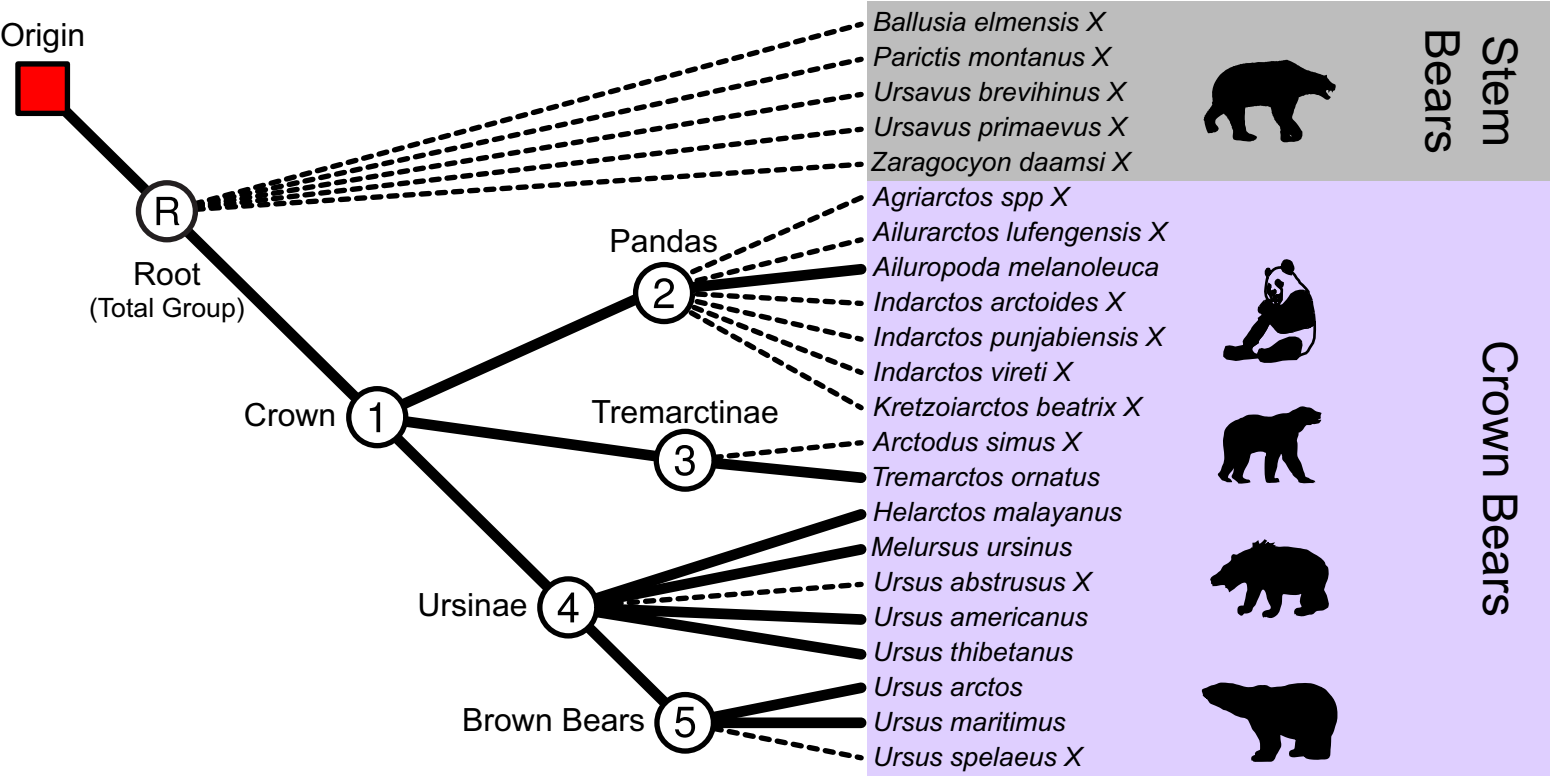 Origin
R
Root
(Total Group)
Crown
1
Pandas
2
Tremarctinae
3
Ursinae
4
Brown Bears
5
Ballusia elmensis X
Parictis montanus X
Ursavus brevihinus X
Ursavus primaevus X
Zaragocyon daamsi X
Agriarctos spp X
Ailurarctos lufengensis X
Ailuropoda melanoleuca
Indarctos arctoides X
Indarctos punjabiensis X
Indarctos vireti X
Kretzoiarctos beatrix X
Arctodus simus X
Tremarctos ornatus
Helarctos malayanus
Melursus ursinus
Ursus abstrusus X
Ursus americanus
Ursus thibetanus
Ursus arctos
Ursus maritimus
Ursus spelaeus X
Stem
Bears
Crown Bears